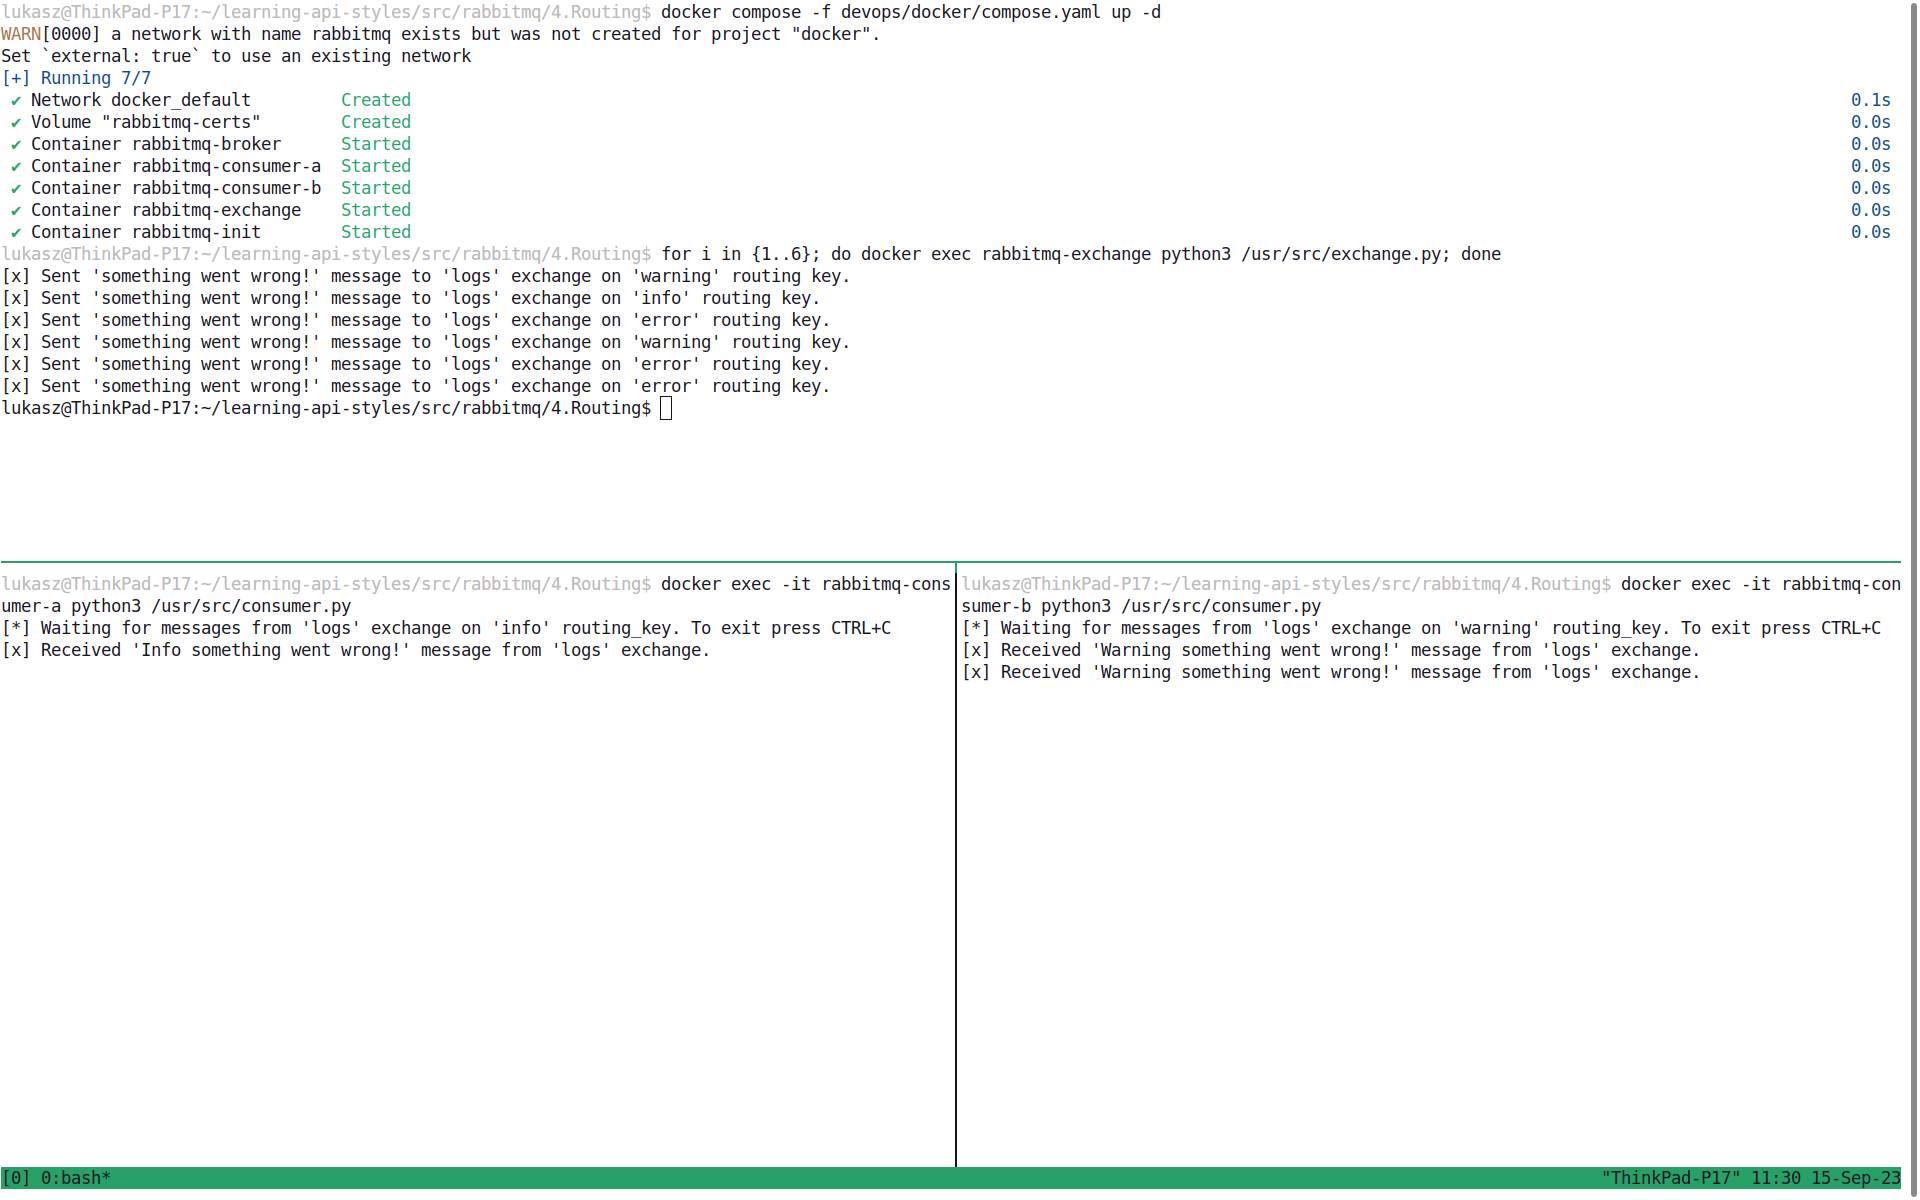 lukasz@ThinkPad-P17:~/learning-api-styles/src/rabbitmq/4.Routing$ docker compose -f devops/docker/compose.yaml up -d
WARN[0000] a network with name rabbitmq exists but was not created for project "docker".
Set `external: true` to use an existing network
[+] Running 7/7
✔ Network docker_default Created 0.1s
✔ Volume "rabbitmq-certs" Created 0.0s
✔ Container rabbitmq-broker Started 0.0s
✔ Container rabbitmq-consumer-a Started 0.0s
✔ Container rabbitmq-consumer-b Started 0.0s
✔ Container rabbitmq-exchange Started 0.0s
✔ Container rabbitmq-init Started 0.0s
lukasz@ThinkPad-P17:~/learning-api-styles/src/rabbitmq/4.Routing$ for i in {1..6}; do docker exec rabbitmq-exchange python3 /usr/src/exchange.py; done
[x] Sent 'something went wrong!' message to 'logs' exchange on 'warning' routing key.
[x] Sent 'something went wrong!' message to 'logs' exchange on 'info' routing key.
[x] Sent 'something went wrong!' message to 'logs' exchange on 'error' routing key.
[x] Sent 'something went wrong!' message to 'logs' exchange on 'warning' routing key.
[x] Sent 'something went wrong!' message to 'logs' exchange on 'error' routing key.
[x] Sent 'something went wrong!' message to 'logs' exchange on 'error' routing key.
lukasz@ThinkPad-P17:~/learning-api-styles/src/rabbitmq/4.Routing$
lukasz@ThinkPad-P17:~/learning-api-styles/src/rabbitmq/4.Routing$ docker exec -it rabbitmq-cons
umer-a python3 /usr/src/consumer.py
[*] Waiting for messages from 'logs' exchange on 'info' routing_key. To exit press CTRL+C
[x] Received 'Info something went wrong!' message from 'logs' exchange.
lukasz@ThinkPad-P17:~/learning-api-styles/src/rabbitmq/4.Routing$ docker exec -it rabbitmq-con
sumer-b python3 /usr/src/consumer.py
[*] Waiting for messages from 'logs' exchange on 'warning' routing_key. To exit press CTRL+C
[x] Received 'Warning something went wrong!' message from 'logs' exchange.
[x] Received 'Warning something went wrong!' message from 'logs' exchange.
[0] 0:bash* "ThinkPad-P17" 11:30 15-Sep-23